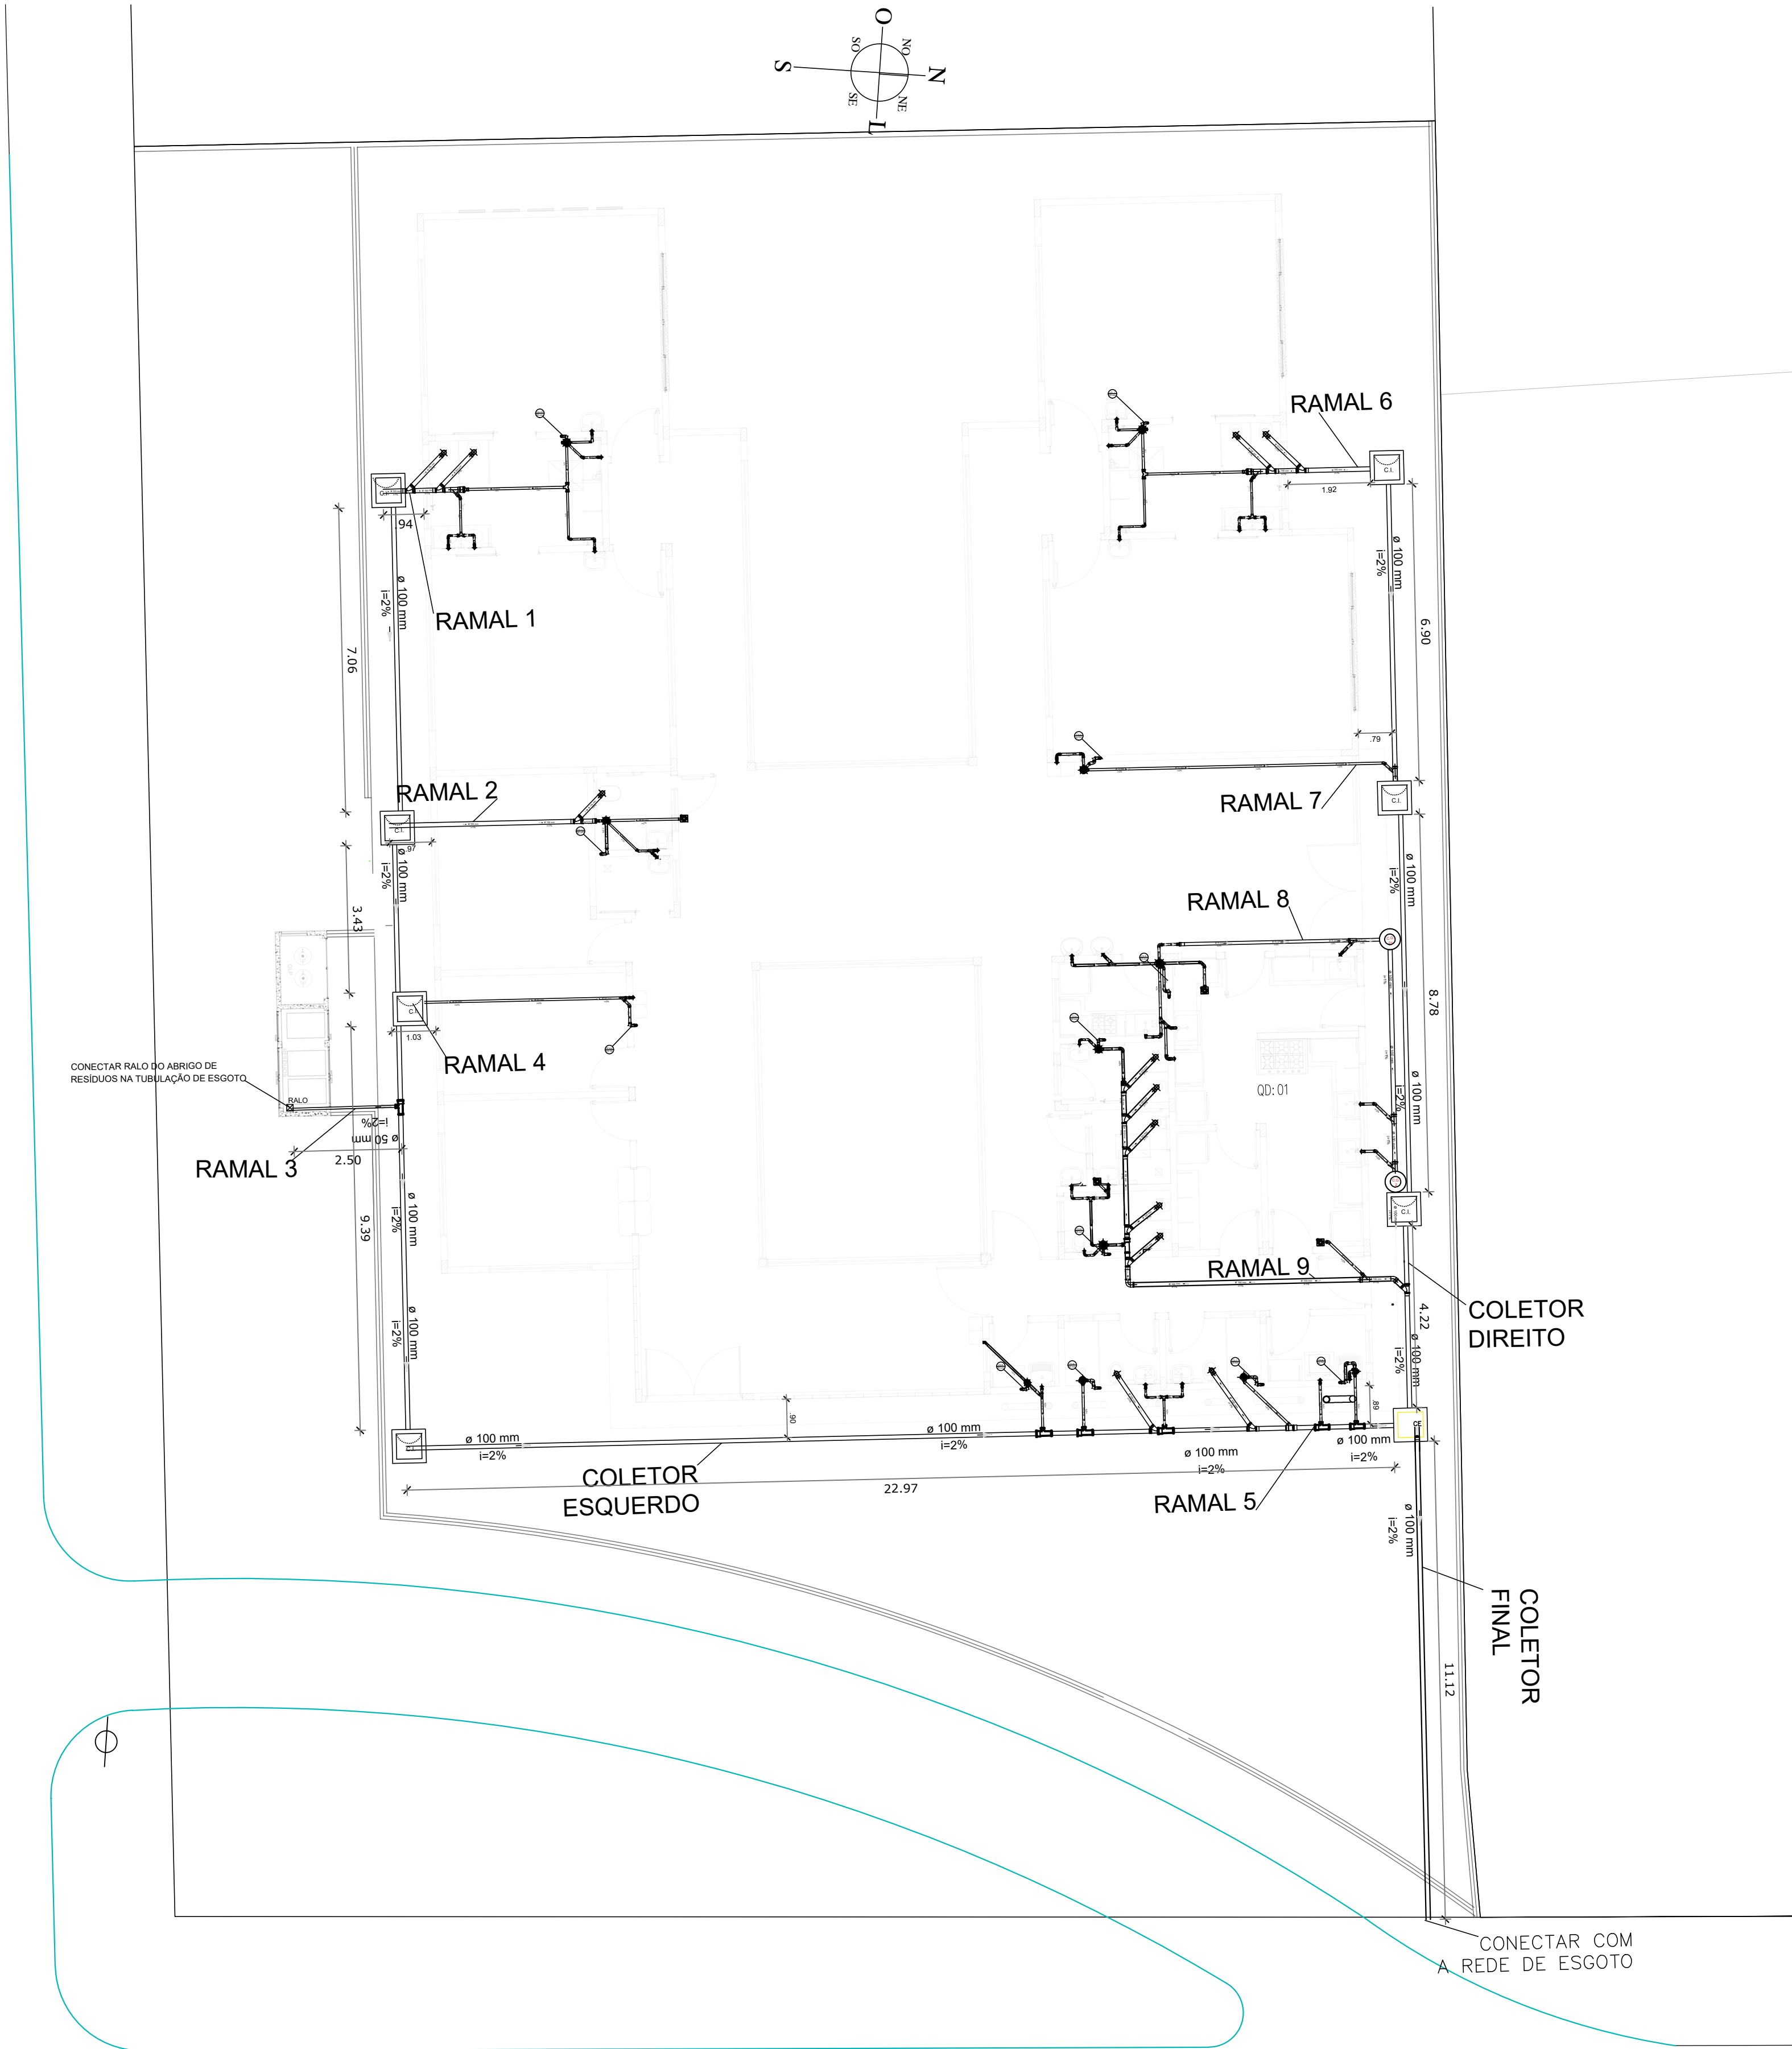 O
SO
NO
S
N
SE
NE
L
RAMAL 6
C.I.
1.92
C.I.
.94
ø 100 mm
i=2%
ø 100 mm
i=2%
RAMAL 1
6.90
7.06
.79
RAMAL 2
RAMAL 7
C.I.
C.I.
.97
ø 100 mm
i=2%
ø 100 mm
i=2%
RAMAL 8
3.43
8.78
C.I.
1.03
RAMAL 4
CONECTAR RALO DO ABRIGO DE
RESÍDUOS NA TUBULAÇÃO DE ESGOTO
RALO
QD: 01
ø 100 mm
i=2%
i=2%
ø 50 mm
2.50
RAMAL 3
ø 100 mm
i=2%
9.39
C.I.
RAMAL 9
COLETOR
DIREITO
4.22
ø 100 mm
i=2%
ø 100 mm
i=2%
.90
.89
ø 100 mm
i=2%
ø 100 mm
i=2%
ø 100 mm
i=2%
ø 100 mm
i=2%
COLETOR
ESQUERDO
22.97
RAMAL 5
ø 100 mm
i=2%
COLETOR
FINAL
11.12
CONECTAR COM
A REDE DE ESGOTO